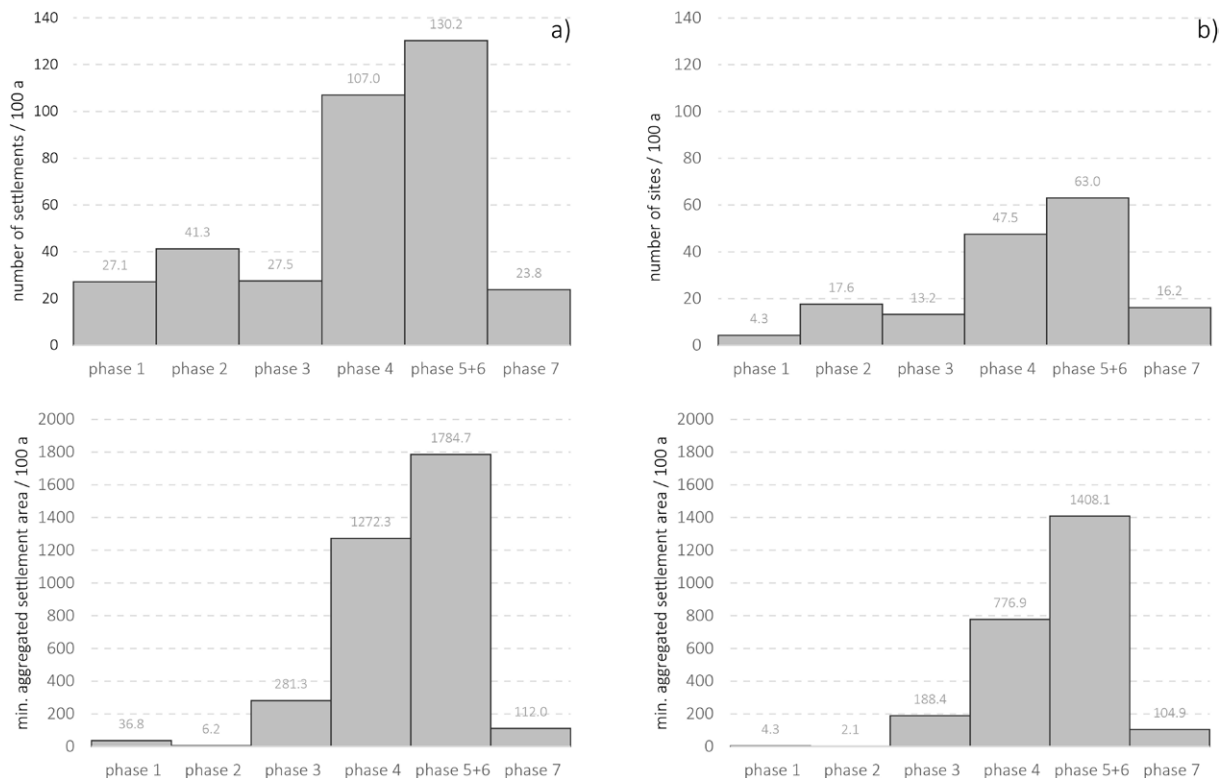 a)
number of settlements / 100 a
140
120
100
80
60
40
20
0
27.1
41.3
27.5
107.0
130.2
23.8
phase 1
phase 2
phase 3
phase 4
phase 5+6
phase 7
b)
number of sites / 100 a
140
120
100
80
60
40
20
0
4.3
17.6
13.2
47.5
63.0
16.2
phase 1
phase 2
phase 3
phase 4
phase 5+6
phase 7
min. aggregated settlement area / 100 a
2000
1800
1600
1400
1200
1000
800
600
400
200
0
36.8
6.2
281.3
1272.3
1784.7
112.0
phase 1
phase 2
phase 3
phase 4
phase 5+6
phase 7
min. aggregated settlement area / 100 a
2000
1800
1600
1400
1200
1000
800
600
400
200
0
4.3
2.1
188.4
776.9
1408.1
104.9
phase 1
phase 2
phase 3
phase 4
phase 5+6
phase 7